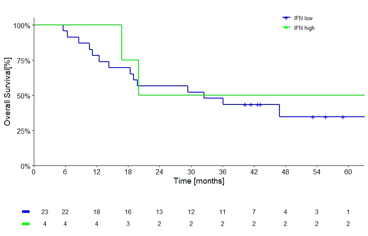 IFN low
IFN high
Overall Survival[%]
100%
75%
50%
25%
0%
0 6 12 18 24 30 36 42 48 54 60
Time [months]
23 22 18 16 13 12 11 7 4 3 1
4 4 4 3 2 2 2 2 2 2 2